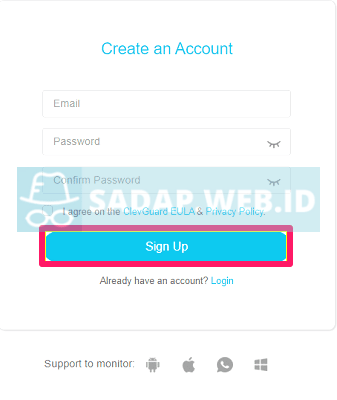 Create an Account
Email
Password
Confirm Password
SADAP WEB.ID
I agree on the ClevGuard EULA & Privacy Policy.
Sign Up
Already have an account? Login
Support to monitor: